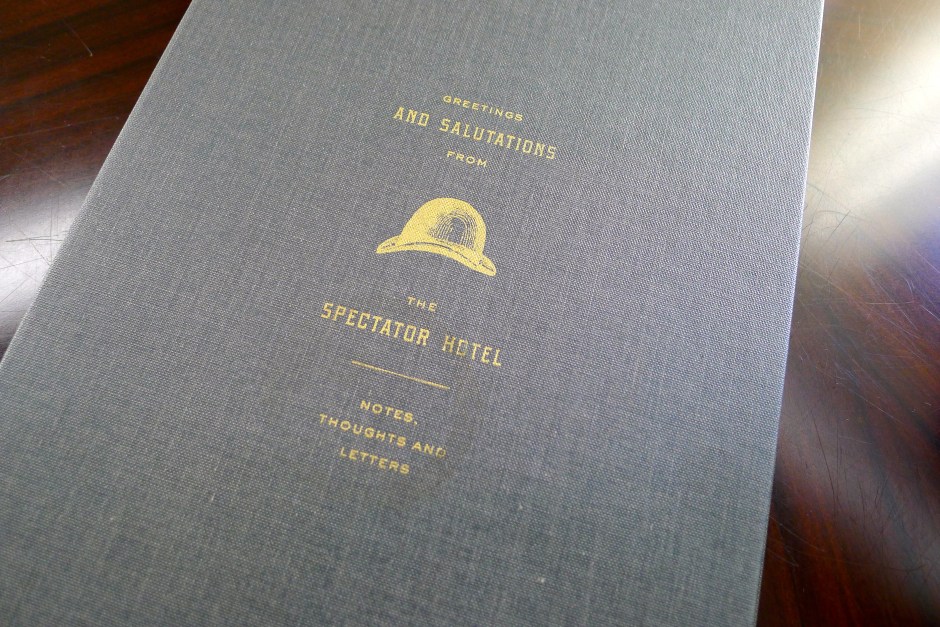 GREETINGS
AND SALUTATIONS
FROM
THE
SPECTATOR HOTEL
NOTES,
THOUGHTS AND
LETTERS